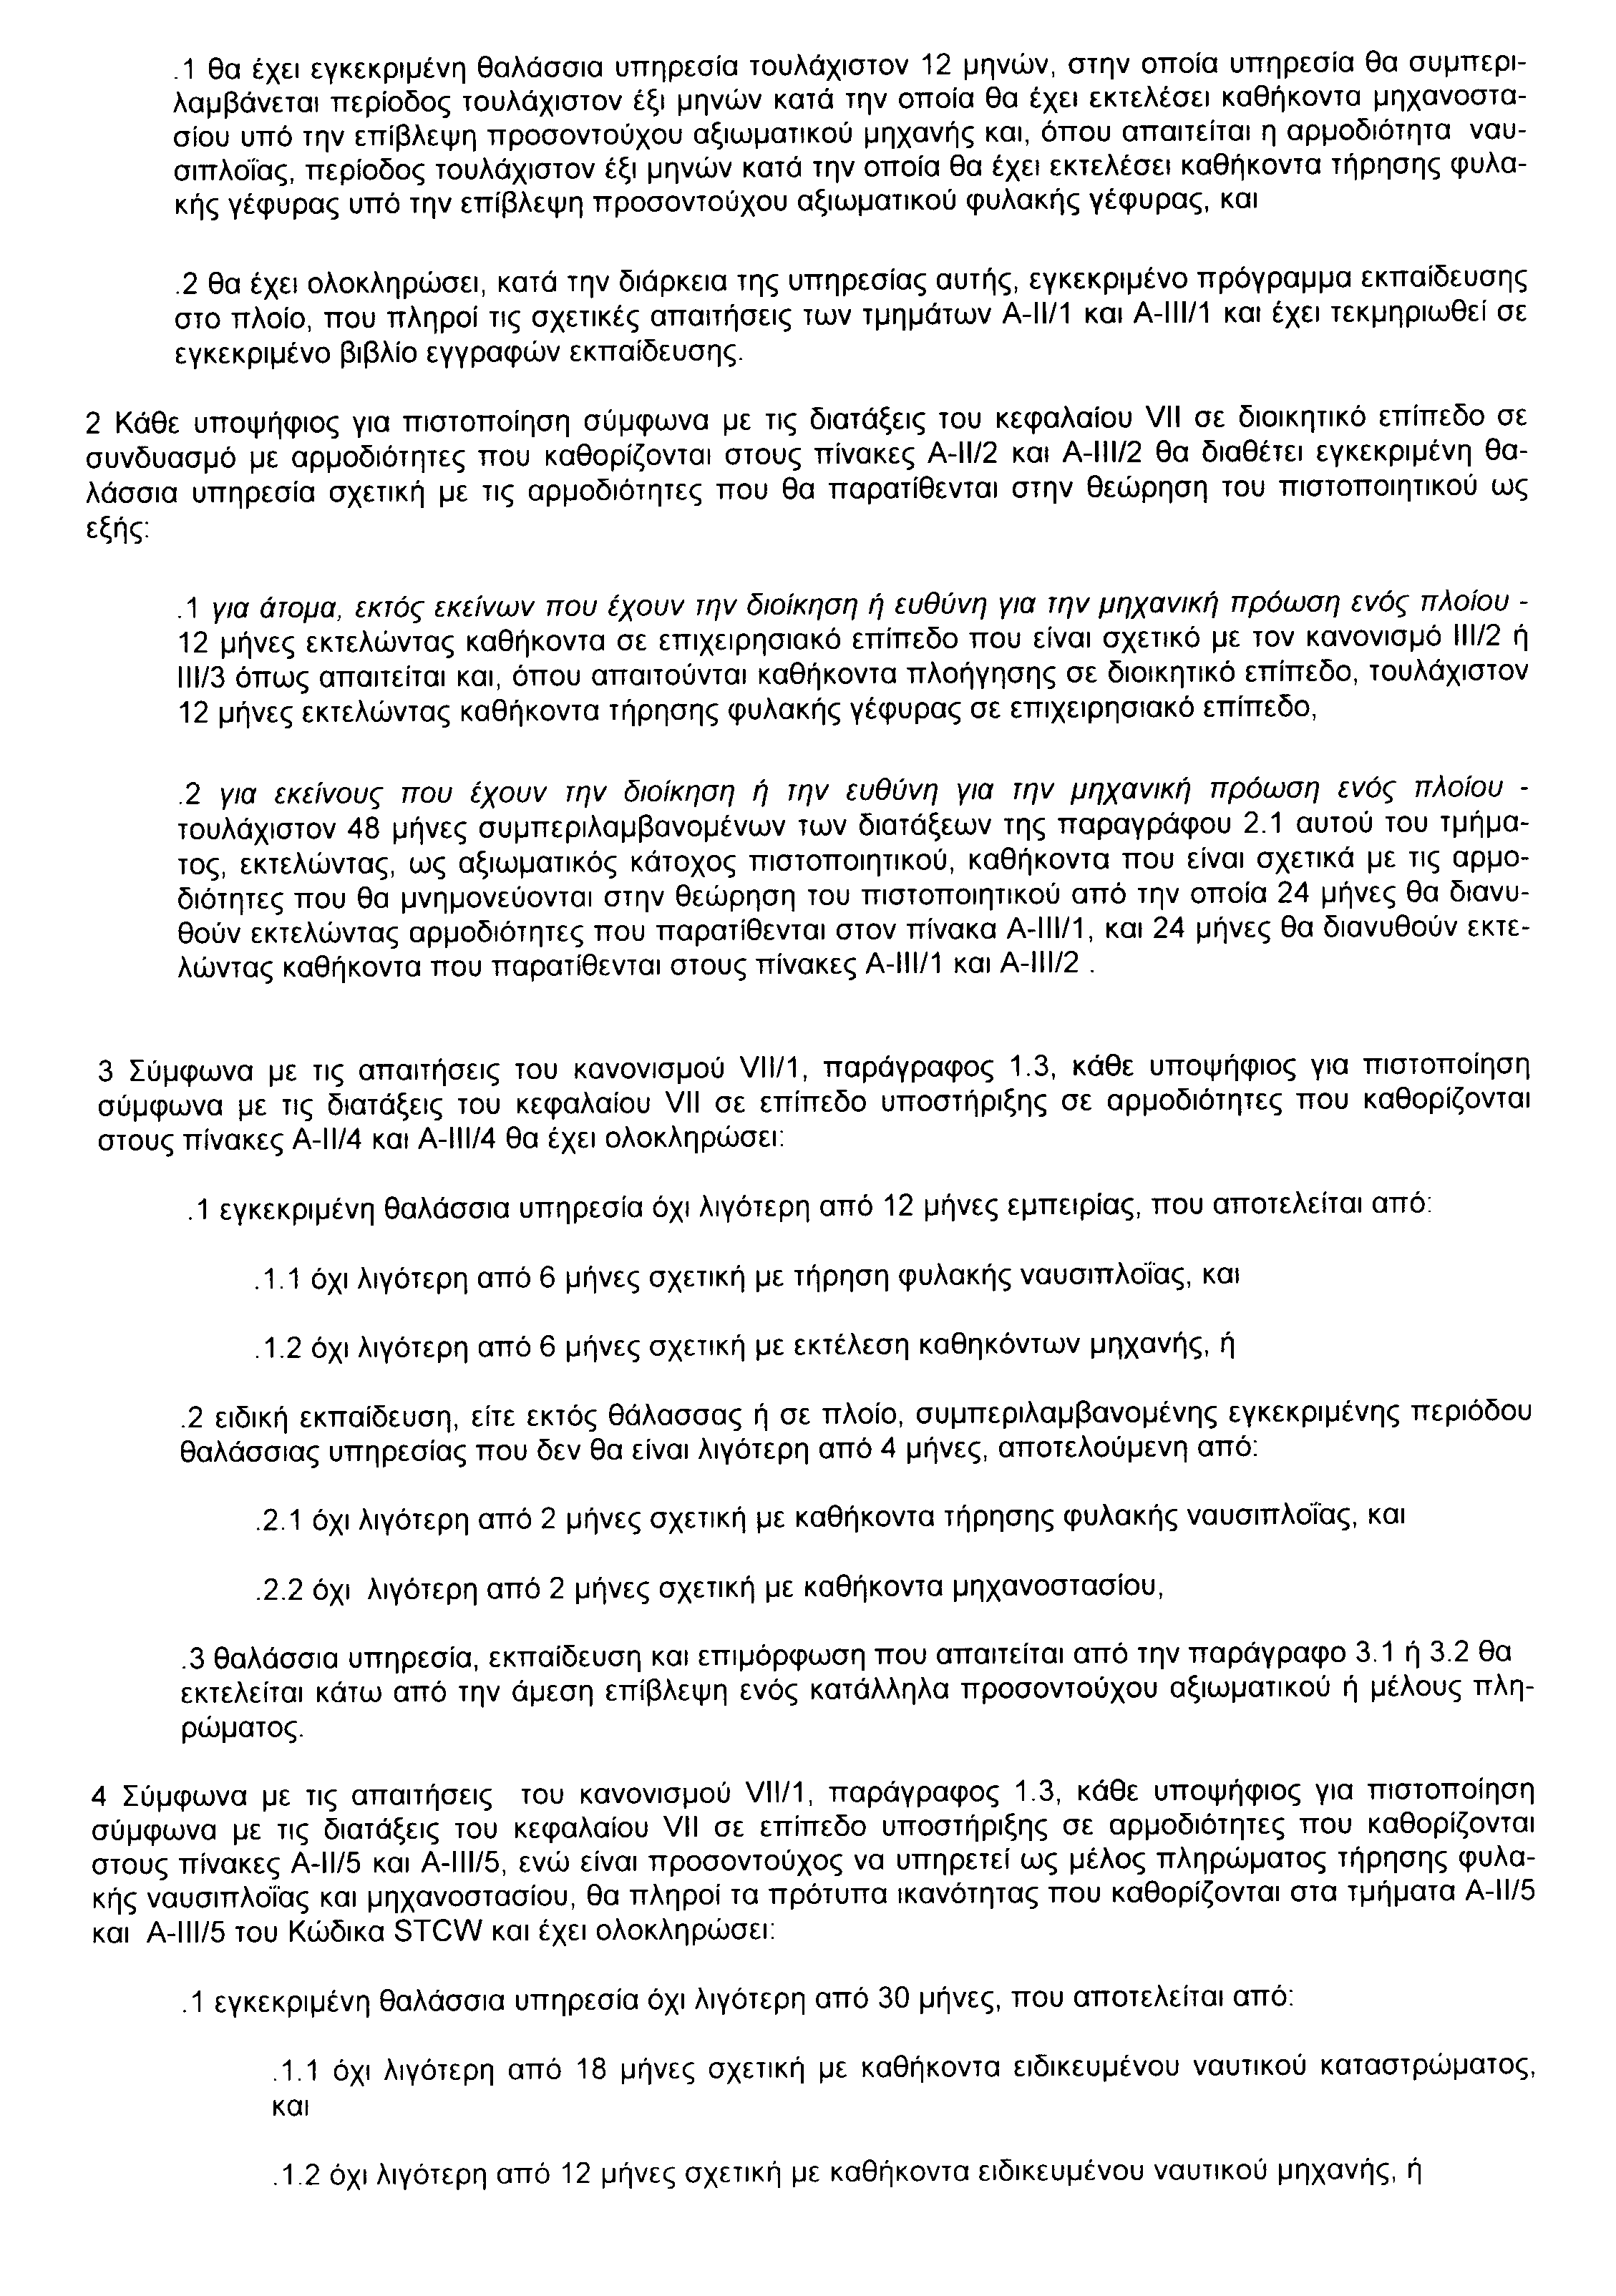 .1 θα έχει εγκεκριμένη θαλάσσια υπηρεσία τουλάχιστον 12 μηνών, στην οποία υπηρεσία θα συμπερι-
λαμβάνεται περίοδος τουλάχιστον έξι μηνών κατά την οποία θα έχει εκτελέσει καθήκοντα μηχανοστα-
σίου υπό την επίβλεψη προσοντούχου αξιωματικού μηχανής και, όπου απαιτείται η αρμοδιότητα ναυ-
σιπλοΐας, περίοδος τουλάχιστον έξι μηνών κατά την οποία θα έχει εκτελέσει καθήκοντα τήρησης φυλα-
κής γέφυρας υπό την επίβλεψη προσοντούχου αξιωματικού φυλακής γέφυρας, και
.2 θα έχει ολοκληρώσει, κατά την διάρκεια της υπηρεσίας αυτής, εγκεκριμένο πρόγραμμα εκπαίδευσης
στο πλοίο, που πληροί τις σχετικές απαιτήσεις των τμημάτων Α-ΙΙ/1 και Α-ΙΙΙ/1 και έχει τεκμηριωθεί σε
εγκεκριμένο βιβλίο εγγραφών εκπαίδευσης.
2 Κάθε υποψήφιος για πιστοποίηση σύμφωνα με τις διατάξεις του κεφαλαίου VII σε διοικητικό επίπεδο σε
συνδυασμό με αρμοδιότητες που καθορίζονται στους πίνακες Α-ΙΙ/2 και Α-ΙΙΙ/2 θα διαθέτει εγκεκριμένη θα-
λάσσια υπηρεσία σχετική με τις αρμοδιότητες που θα παρατίθενται στην θεώρηση του πιστοποιητικού ως
εξής:
.1 για άτομα, εκτός εκείνων που έχουν την διοίκηση ή ευθύνη για την μηχανική πρόωση ενός πλοίου -
12 μήνες εκτελώντας καθήκοντα σε επιχειρησιακό επίπεδο που είναι σχετικό με τον κανονισμό ΙΙΙ/2 ή
ΙΙΙ/3 όπως απαιτείται και, όπου απαιτούνται καθήκοντα πλοήγησης σε διοικητικό επίπεδο, τουλάχιστον
12 μήνες εκτελώντας καθήκοντα τήρησης φυλακής γέφυρας σε επιχειρησιακό επίπεδο,
.2 για εκείνους που έχουν την διοίκηση ή την ευθύνη για την μηχανική πρόωση ενός πλοίου -
τουλάχιστον 48 μήνες συμπεριλαμβανομένων των διατάξεων της παραγράφου 2.1 αυτού του τμήμα-
τος, εκτελώντας, ως αξιωματικός κάτοχος πιστοποιητικού, καθήκοντα που είναι σχετικά με τις αρμο-
διότητες που θα μνημονεύονται στην θεώρηση του πιστοποιητικού από την οποία 24 μήνες θα διανυ-
θούν εκτελώντας αρμοδιότητες που παρατίθενται στον πίνακα Α-ΙΙΙ/1, και 24 μήνες θα διανυθούν εκτε-
λώντας καθήκοντα που παρατίθενται στους πίνακες Α-ΙΙΙ/1 και Α-ΙΙΙ/2 .
3 Σύμφωνα με τις απαιτήσεις του κανονισμού VII/1, παράγραφος 1.3, κάθε υποψήφιος για πιστοποίηση
σύμφωνα με τις διατάξεις του κεφαλαίου VII σε επίπεδο υποστήριξης σε αρμοδιότητες που καθορίζονται
στους πίνακες Α-ΙΙ/4 και Α-ΙΙΙ/4 θα έχει ολοκληρώσει:
.1 εγκεκριμένη θαλάσσια υπηρεσία όχι λιγότερη από 12 μήνες εμπειρίας, που αποτελείται από:
.1.1 όχι λιγότερη από 6 μήνες σχετική με τήρηση φυλακής ναυσιπλοΐας, και
.1.2 όχι λιγότερη από 6 μήνες σχετική με εκτέλεση καθηκόντων μηχανής, ή
.2 ειδική εκπαίδευση, είτε εκτός θάλασσας ή σε πλοίο, συμπεριλαμβανομένης εγκεκριμένης περιόδου
θαλάσσιας υπηρεσίας που δεν θα είναι λιγότερη από 4 μήνες, αποτελούμενη από:
.2.1 όχι λιγότερη από 2 μήνες σχετική με καθήκοντα τήρησης φυλακής ναυσιπλοΐας, και
.2.2 όχι λιγότερη από 2 μήνες σχετική με καθήκοντα μηχανοστασίου,
.3 θαλάσσια υπηρεσία, εκπαίδευση και επιμόρφωση που απαιτείται από την παράγραφο 3.1 ή 3.2 θα
εκτελείται κάτω από την άμεση επίβλεψη ενός κατάλληλα προσοντούχου αξιωματικού ή μέλους πλη-
ρώματος.
4 Σύμφωνα με τις απαιτήσεις του κανονισμού VII/1, παράγραφος 1.3, κάθε υποψήφιος για πιστοποίηση
σύμφωνα με τις διατάξεις του κεφαλαίου VII σε επίπεδο υποστήριξης σε αρμοδιότητες που καθορίζονται
στους πίνακες Α-ΙΙ/5 και Α-ΙΙΙ/5, ενώ είναι προσοντούχος να υπηρετεί ως μέλος πληρώματος τήρησης φυλα-
κής ναυσιπλοΐας και μηχανοστασίου, θα πληροί τα πρότυπα ικανότητας που καθορίζονται στα τμήματα Α-ΙΙ/5
και Α-ΙΙΙ/5 του Κώδικα STCW και έχει ολοκληρώσει:
.1 εγκεκριμένη θαλάσσια υπηρεσία όχι λιγότερη από 30 μήνες, που αποτελείται από:
.1.1 όχι λιγότερη από 18 μήνες σχετική με καθήκοντα ειδικευμένου ναυτικού καταστρώματος,
και
.1.2 όχι λιγότερη από 12 μήνες σχετική με καθήκοντα ειδικευμένου ναυτικού μηχανής, ή